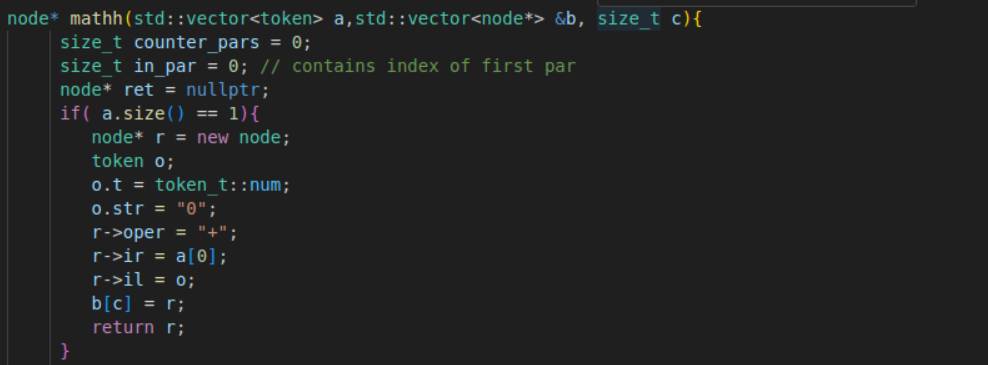 node* mathh(std::vector<token> a,std::vector<node*> &b, size_t c){
size_t counter_pars = 0;
size_t in_par = 0; // contains index of first par
node* ret = nullptr;
if( a.size() == 1){
node* r = new node;
token o;
o.t = token_t::num;
o.str = "0";
r->oper = "+";
r->ir = a[0];
r->il = o;
b[c] = r;
return r;
}